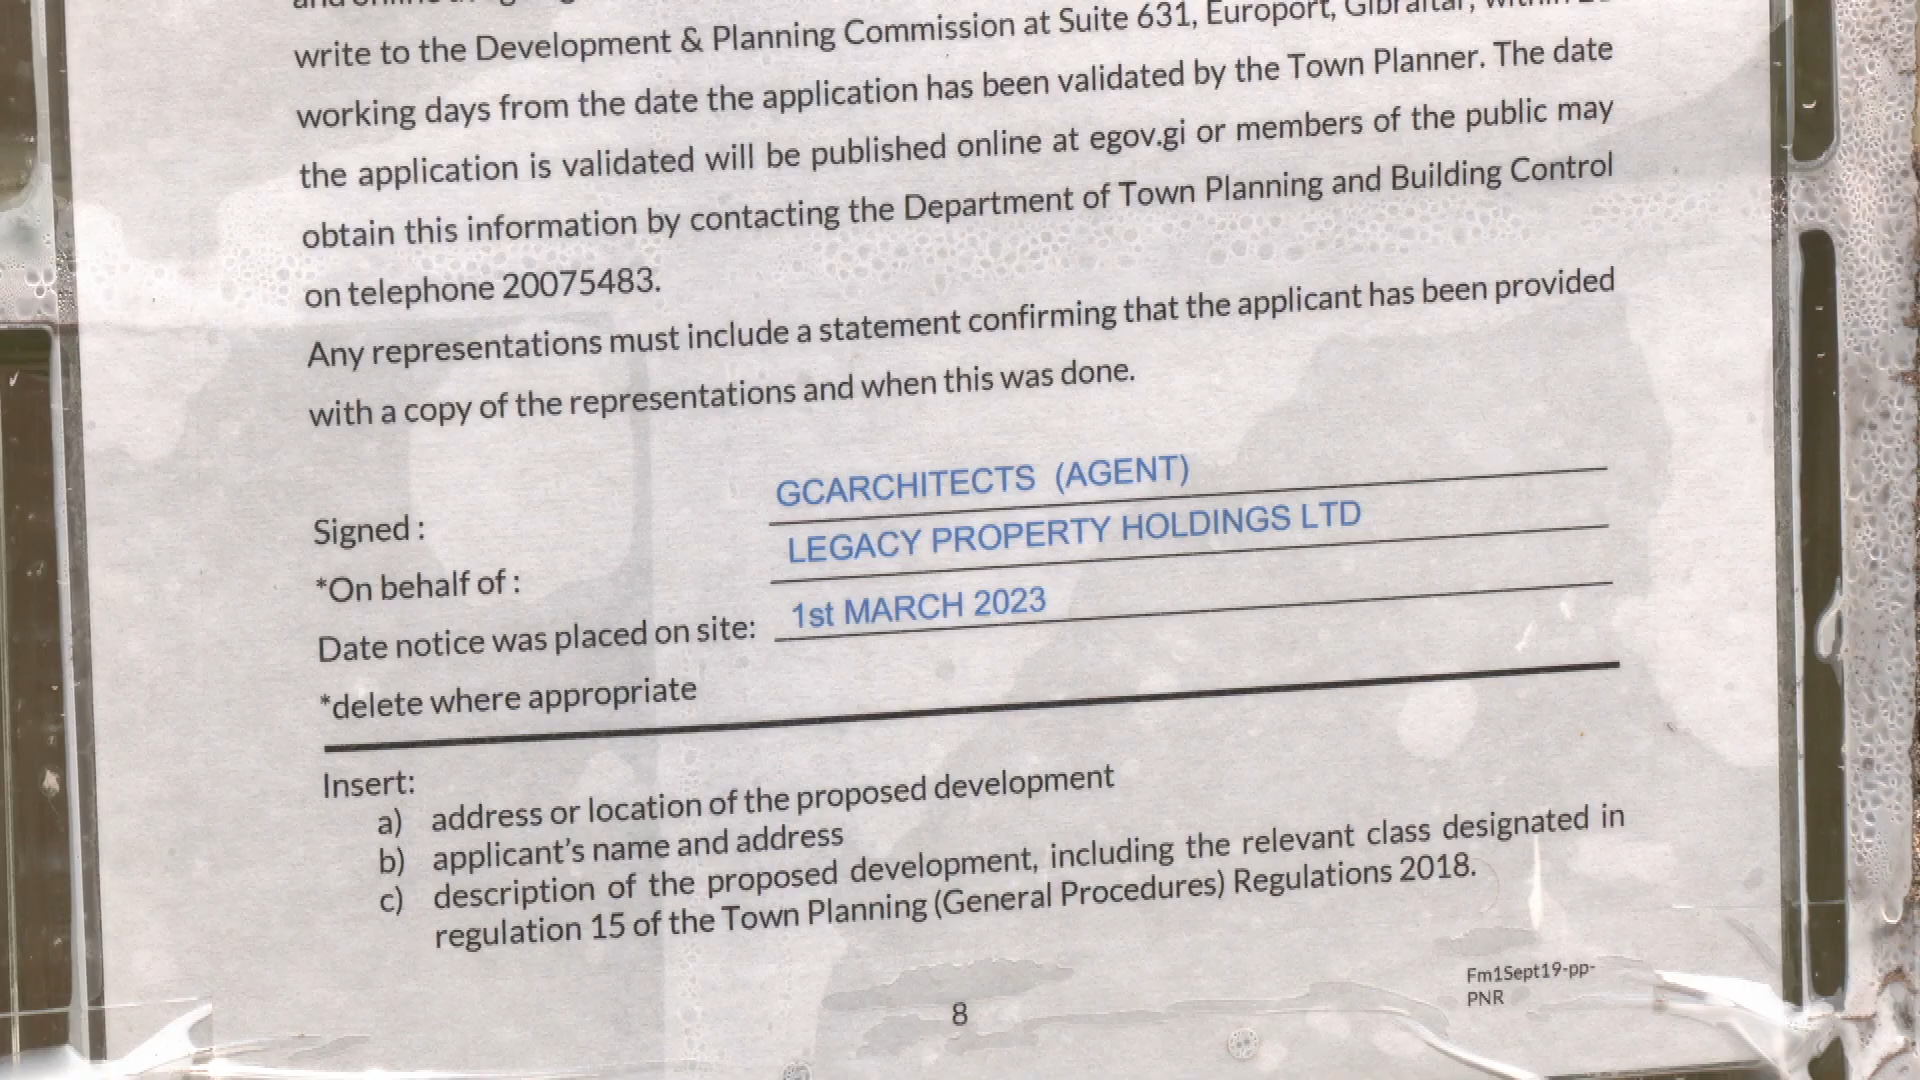 write to the Development & Planning Commission at Suite 631, Europort, Gibraltar, within
working days from the date the application has been validated by the Town Planner. The date
the application is validated will be published online at egov.gi or members of the public may
obtain this information by contacting the Department of Town Planning and Building Control
on telephone 20075483.
Any representations must include a statement confirming that the applicant has been provided
with a copy of the representations and when this was done.
Signed : GCARCHITECTS (AGENT)
*On behalf of : LEGACY PROPERTY HOLDINGS LTD
Date notice was placed on site: 1st MARCH 2023
*delete where appropriate
Insert:
a) address or location of the proposed development
b) applicant's name and address
c) description of the proposed development, including the relevant class designated in
regulation 15 of the Town Planning (General Procedures) Regulations 2018.
Fm1Sept19-pp-
PNR
8